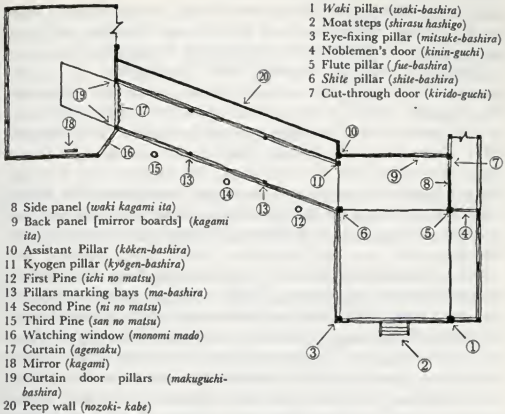 1 Waki pillar (waki-bashira)
2 Moat steps (shirasu hashigo)
3 Eye-fixing pillar (mitsuke-bashira)
4 Noblemen's door (kinin-guchi)
5 Flute pillar (fue-bashira)
6 Shite pillar (shite-bashira)
7 Cut-through door (kirido-guchi)
⑳
⑲
⑰
⑱
⑯
⑮
⑬
⑭
⑬
⑫
⑩
⑪
⑨
⑧
⑦
⑥
⑤
④
③
②
①
8 Side panel (waki kagami ita)
9 Back panel [mirror boards] (kagami
ita)
10 Assistant Pillar (kōken-bashira)
11 Kyogen pillar (kyōgen-bashira)
12 First Pine (ichi no matsu)
13 Pillars marking bays (ma-bashira)
14 Second Pine (ni no matsu)
15 Third Pine (san no matsu)
16 Watching window (monomi mado)
17 Curtain (agemaku)
18 Mirror (kagami)
19 Curtain door pillars (makuguchi-
bashira)
20 Peep wall (nozoki- kabe)